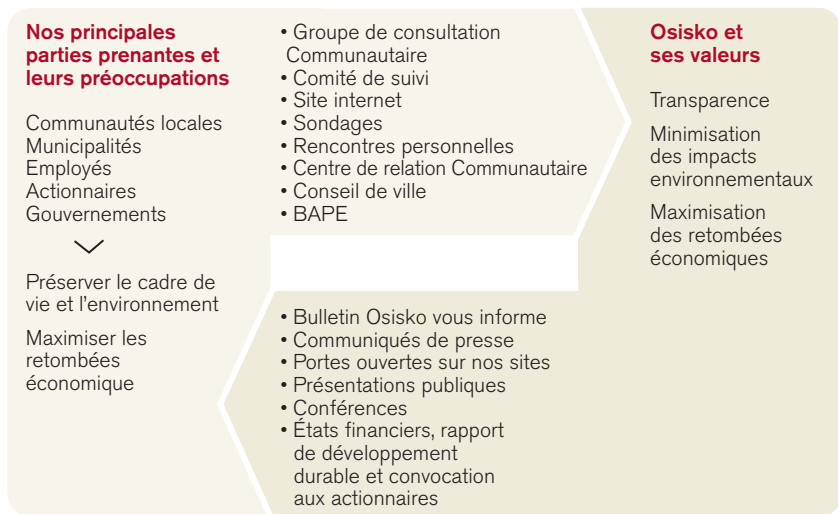 Nos principales
parties prenantes et
leurs préoccupations
Communautés locales
Municipalités
Employés
Actionnaires
Gouvernements
Préserver le cadre de
vie et l'environnement
Maximiser les
retombées
économique
• Groupe de consultation
Communautaire
• Comité de suivi
• Site internet
• Sondages
• Rencontres personnelles
• Centre de relation Communautaire
• Conseil de ville
• BAPE
• Bulletin Osisko vous informe
• Communiqués de presse
• Portes ouvertes sur nos sites
• Présentations publiques
• Conférences
• États financiers, rapport
de développement
durable et convocation
aux actionnaires
Osisko et
ses valeurs
Transparence
Minimisation
des impacts
environnementaux
Maximisation
des retombées
économiques